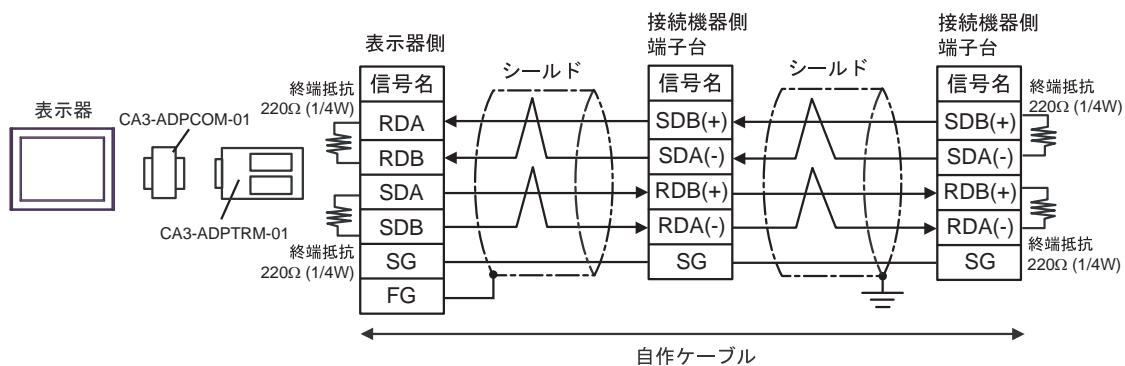 表示器
CA3-ADPCOM-01
CA3-ADPTRM-01
終端抵抗
220Ω (1/4W)
終端抵抗
220Ω (1/4W)
表示器側
信号名
RDA
RDB
SDA
SDB
SG
FG
シールド
接続機器側
端子台
信号名
SDB(+)
SDA(-)
RDB(+)
RDA(-)
SG
シールド
接続機器側
端子台
信号名
SDB(+)
SDA(-)
RDB(+)
RDA(-)
SG
終端抵抗
220Ω (1/4W)
終端抵抗
220Ω (1/4W)
自作ケーブル